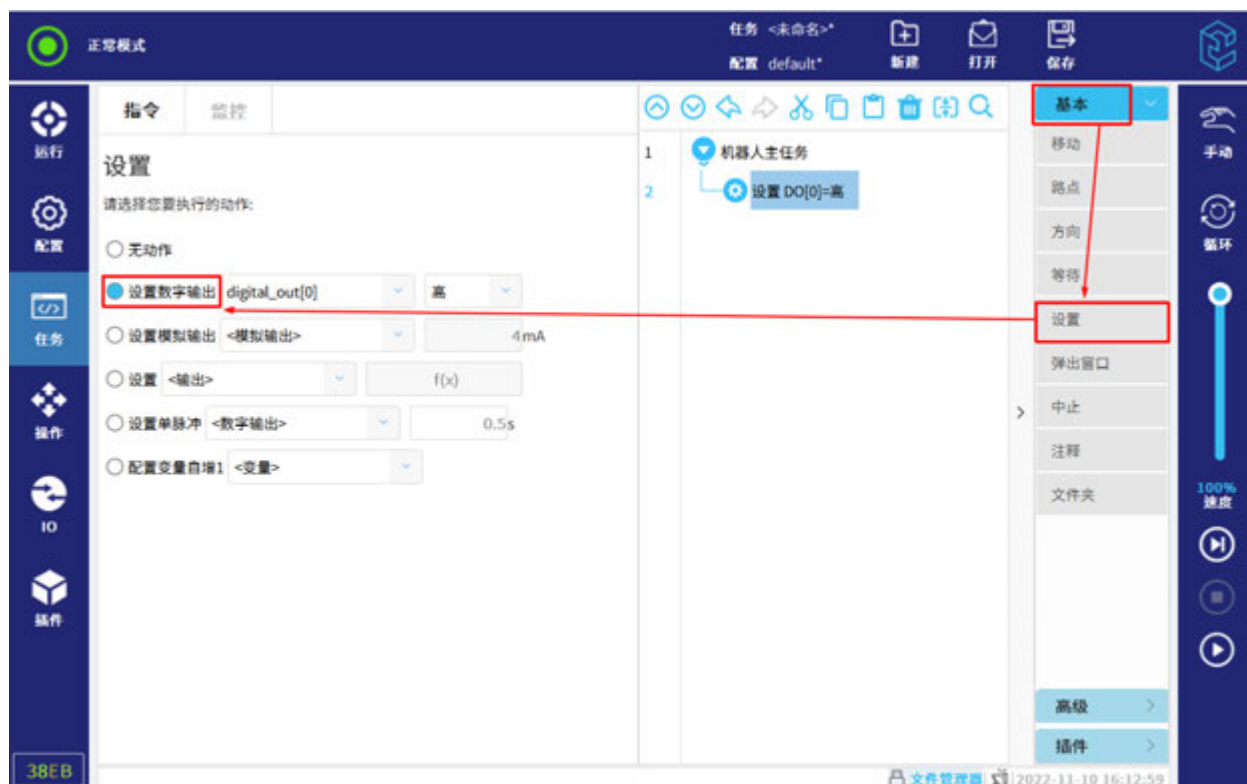 正常模式
任务 <未命名>*
配置 default*
新建
打开
保存
运行
配置
任务
操作
IO
插件
38EB
指令
监控
设置
请选择您要执行的动作:
无动作
设置数字输出 digital_out[0] 高
设置模拟输出 <模拟输出> 4mA
设置 <输出> f(x)
设置单脉冲 <数字输出> 0.5s
配置变量自增1 <变量>
1 机器人主任务
2 设置 DO[0]=高
基本
移动
路点
方向
等待
设置
弹出窗口
中止
注释
文件夹
高级
插件
手动
循环
100%
速度
文件管理器 2022-11-10 16:12:59